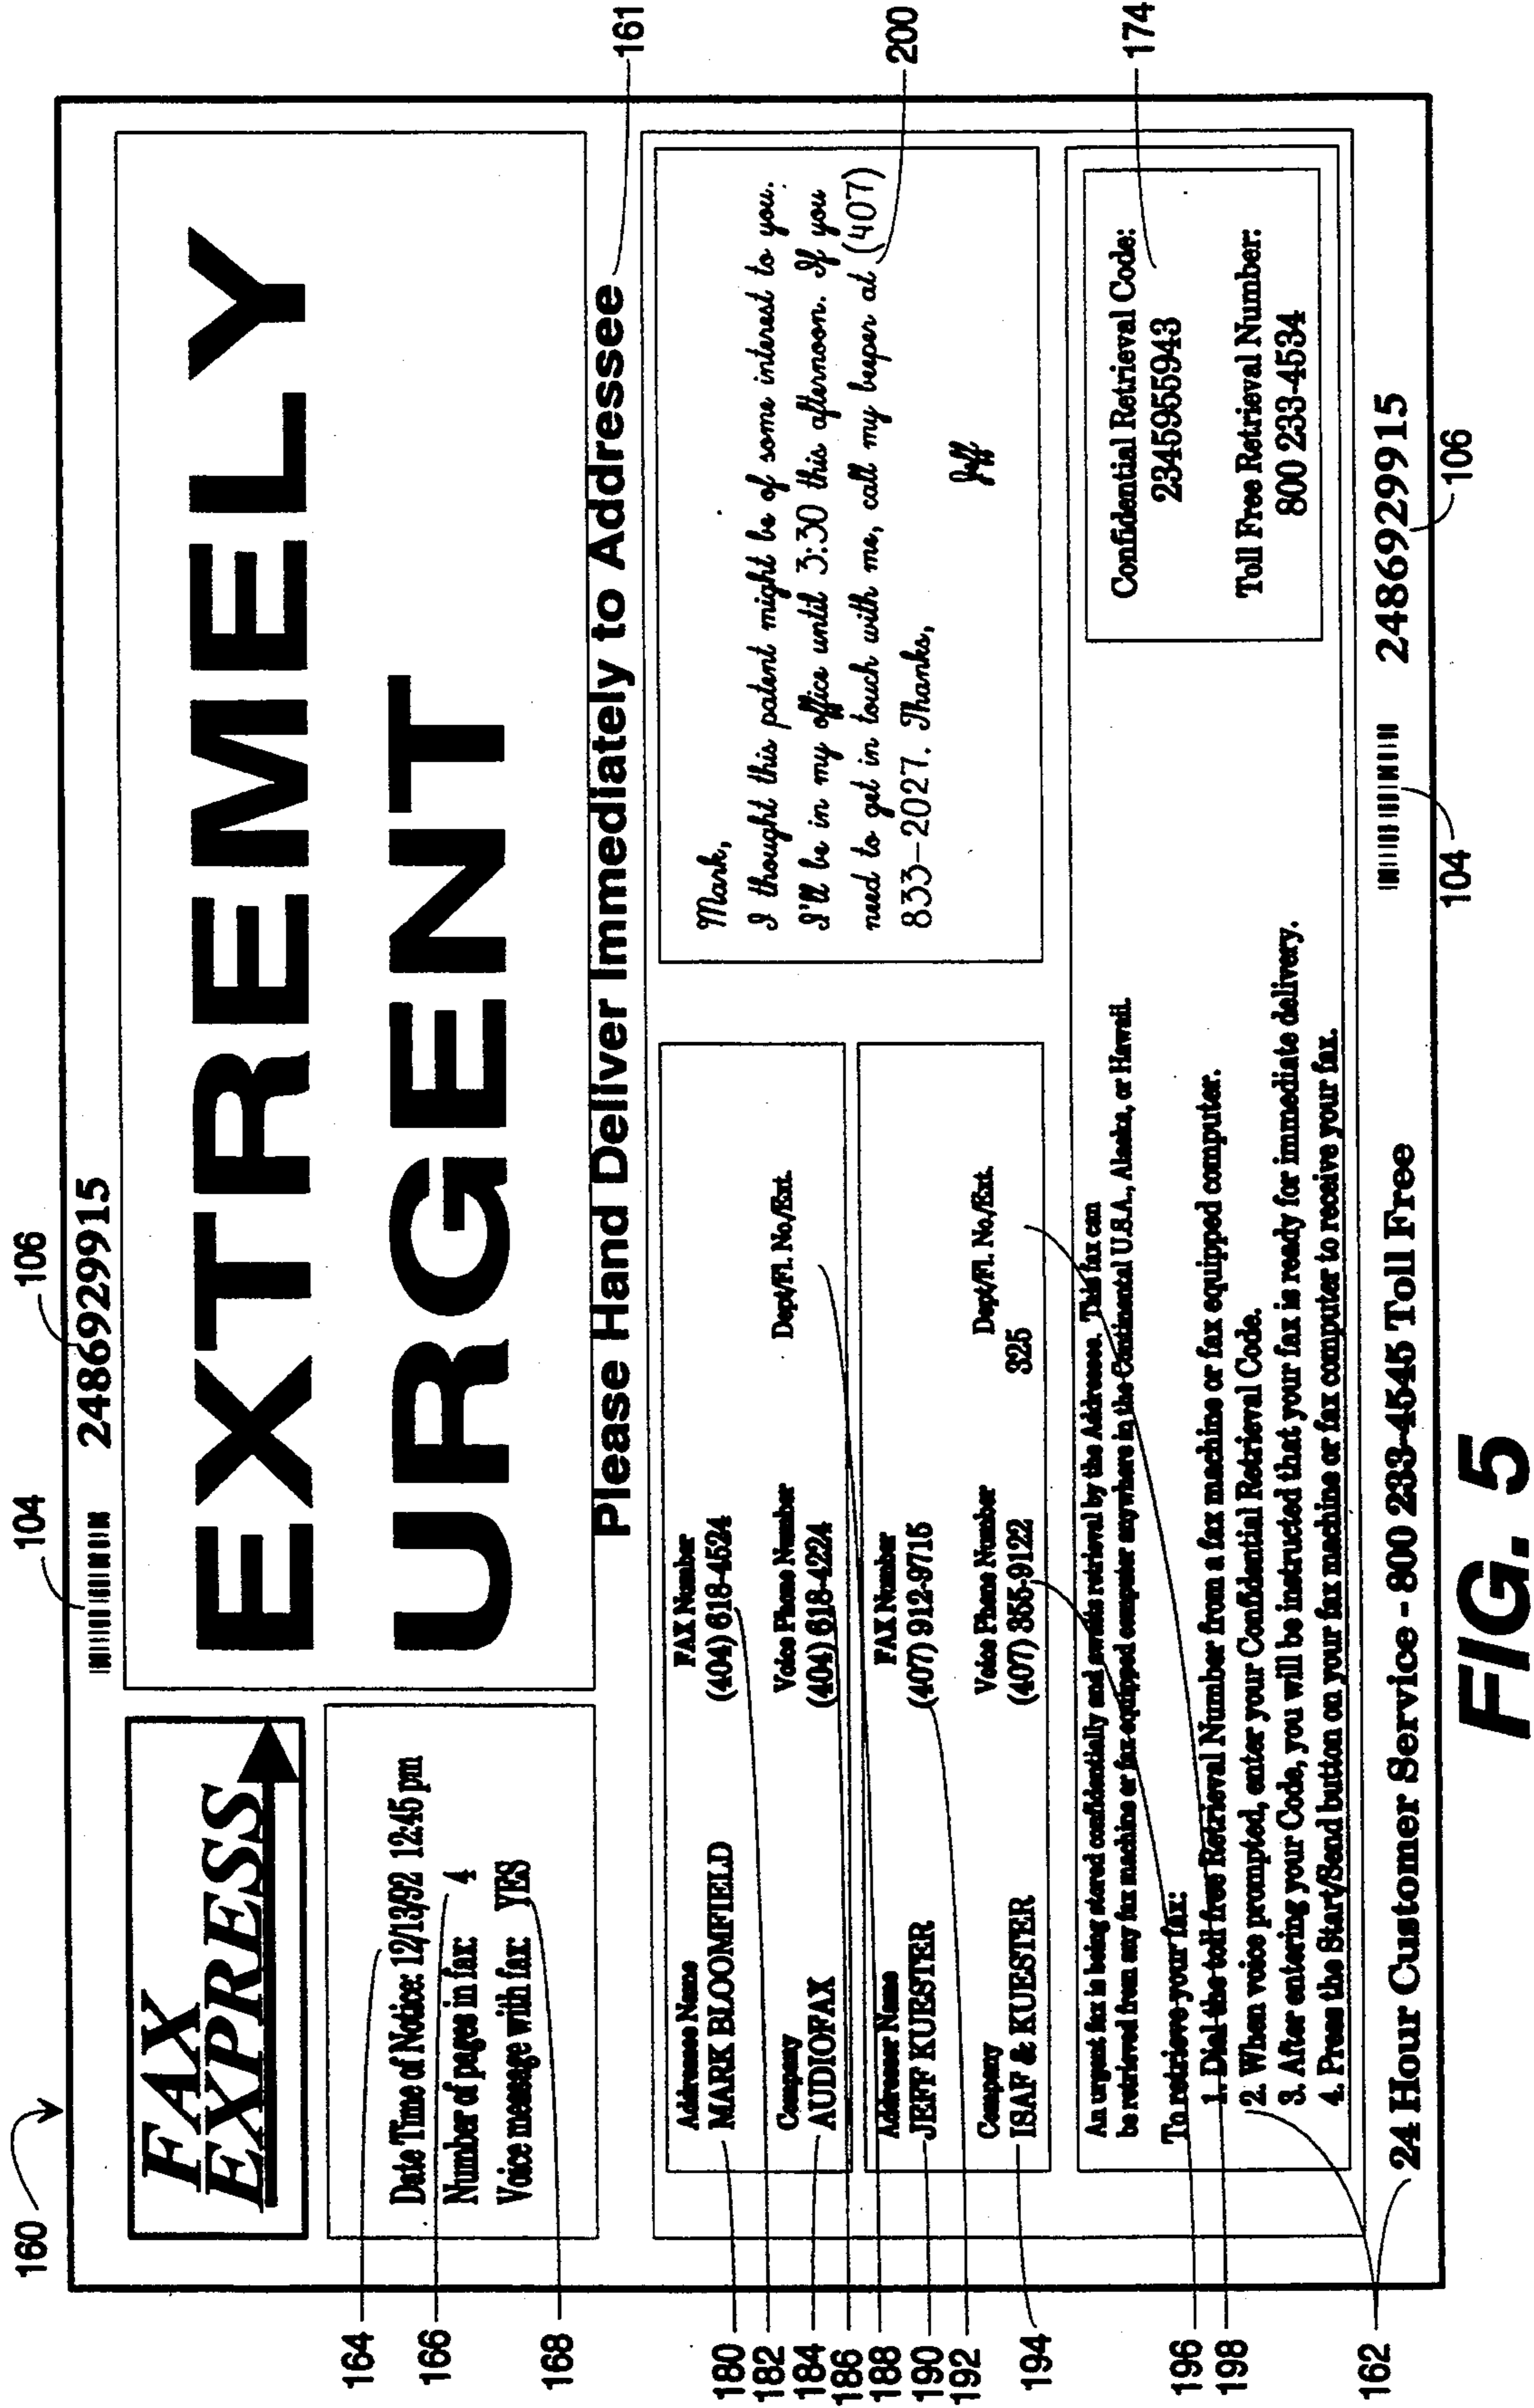 160
104
106
2486929915
FAX
EXPRESS
EXTREMELY
URGENT
164
166
168
Date Time of Notice: 12/13/92 12:45 pm
Number of pages in fax: 4
Voice message with fax: YES
Please Hand Deliver Immediately to Addressee
161
180
182
184
186
188
190
192
194
Addressee Name
MARK BLOOMFIELD
FAX Number
(404) 618-4524
Company
AUDIOFAX
Voice Phone Number
(404) 618-4224
Dept/Fl. No./Ext.
Addresser Name
JEFF KUESTER
FAX Number
(407) 912-9715
Company
ISAF & KUESTER
Voice Phone Number
(407) 355-9122
Dept/Fl. No./Ext.
325
Mark,
I thought this patent might be of some interest to you.
I'll be in my office until 3:30 this afternoon. If you
need to get in touch with me, call my beeper at (407)
833-2027. Thanks,
Jeff
200
An urgent fax is being stored confidentially and awaits retrieval by the Addressee. This fax can
be retrieved from any fax machine or fax equipped computer anywhere in the Continental U.S.A., Alaska, or Hawaii.
To retrieve your fax:
1. Dial the toll free Retrieval Number from a fax machine or fax equipped computer.
2. When voice prompted, enter your Confidential Retrieval Code.
3. After entering your Code, you will be instructed that your fax is ready for immediate delivery.
4. Press the Start/Send button on your fax machine or fax computer to receive your fax.
196
198
Confidential Retrieval Code:
2345955943
Toll Free Retrieval Number:
800 233-4534
174
162
24 Hour Customer Service - 800 233-4545 Toll Free
2486929915
104
106
FIG. 5